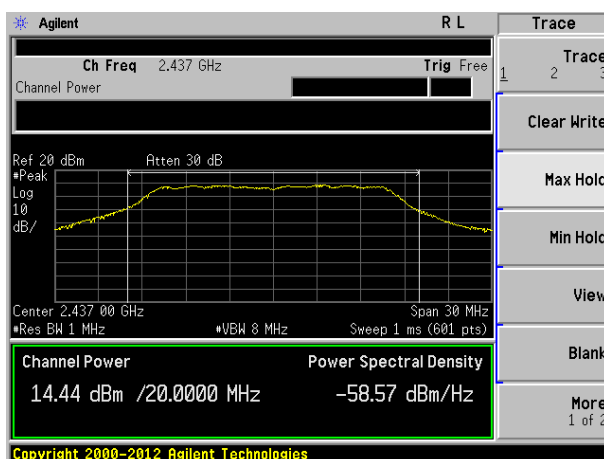 Agilent R L Trace
Ch Freq 2.437 GHz Trig Free
Channel Power
Trace
1 2 3
Clear Write
Max Hold
Min Hold
View
Blank
More
1 of 2
Ref 20 dBm Atten 30 dB
#Peak
Log
10
dB/
Center 2.437 00 GHz Span 30 MHz
#Res BW 1 MHz #VBW 8 MHz Sweep 1 ms (601 pts)
Channel Power Power Spectral Density
14.44 dBm /20.0000 MHz -58.57 dBm/Hz
Copyright 2000-2012 Agilent Technologies